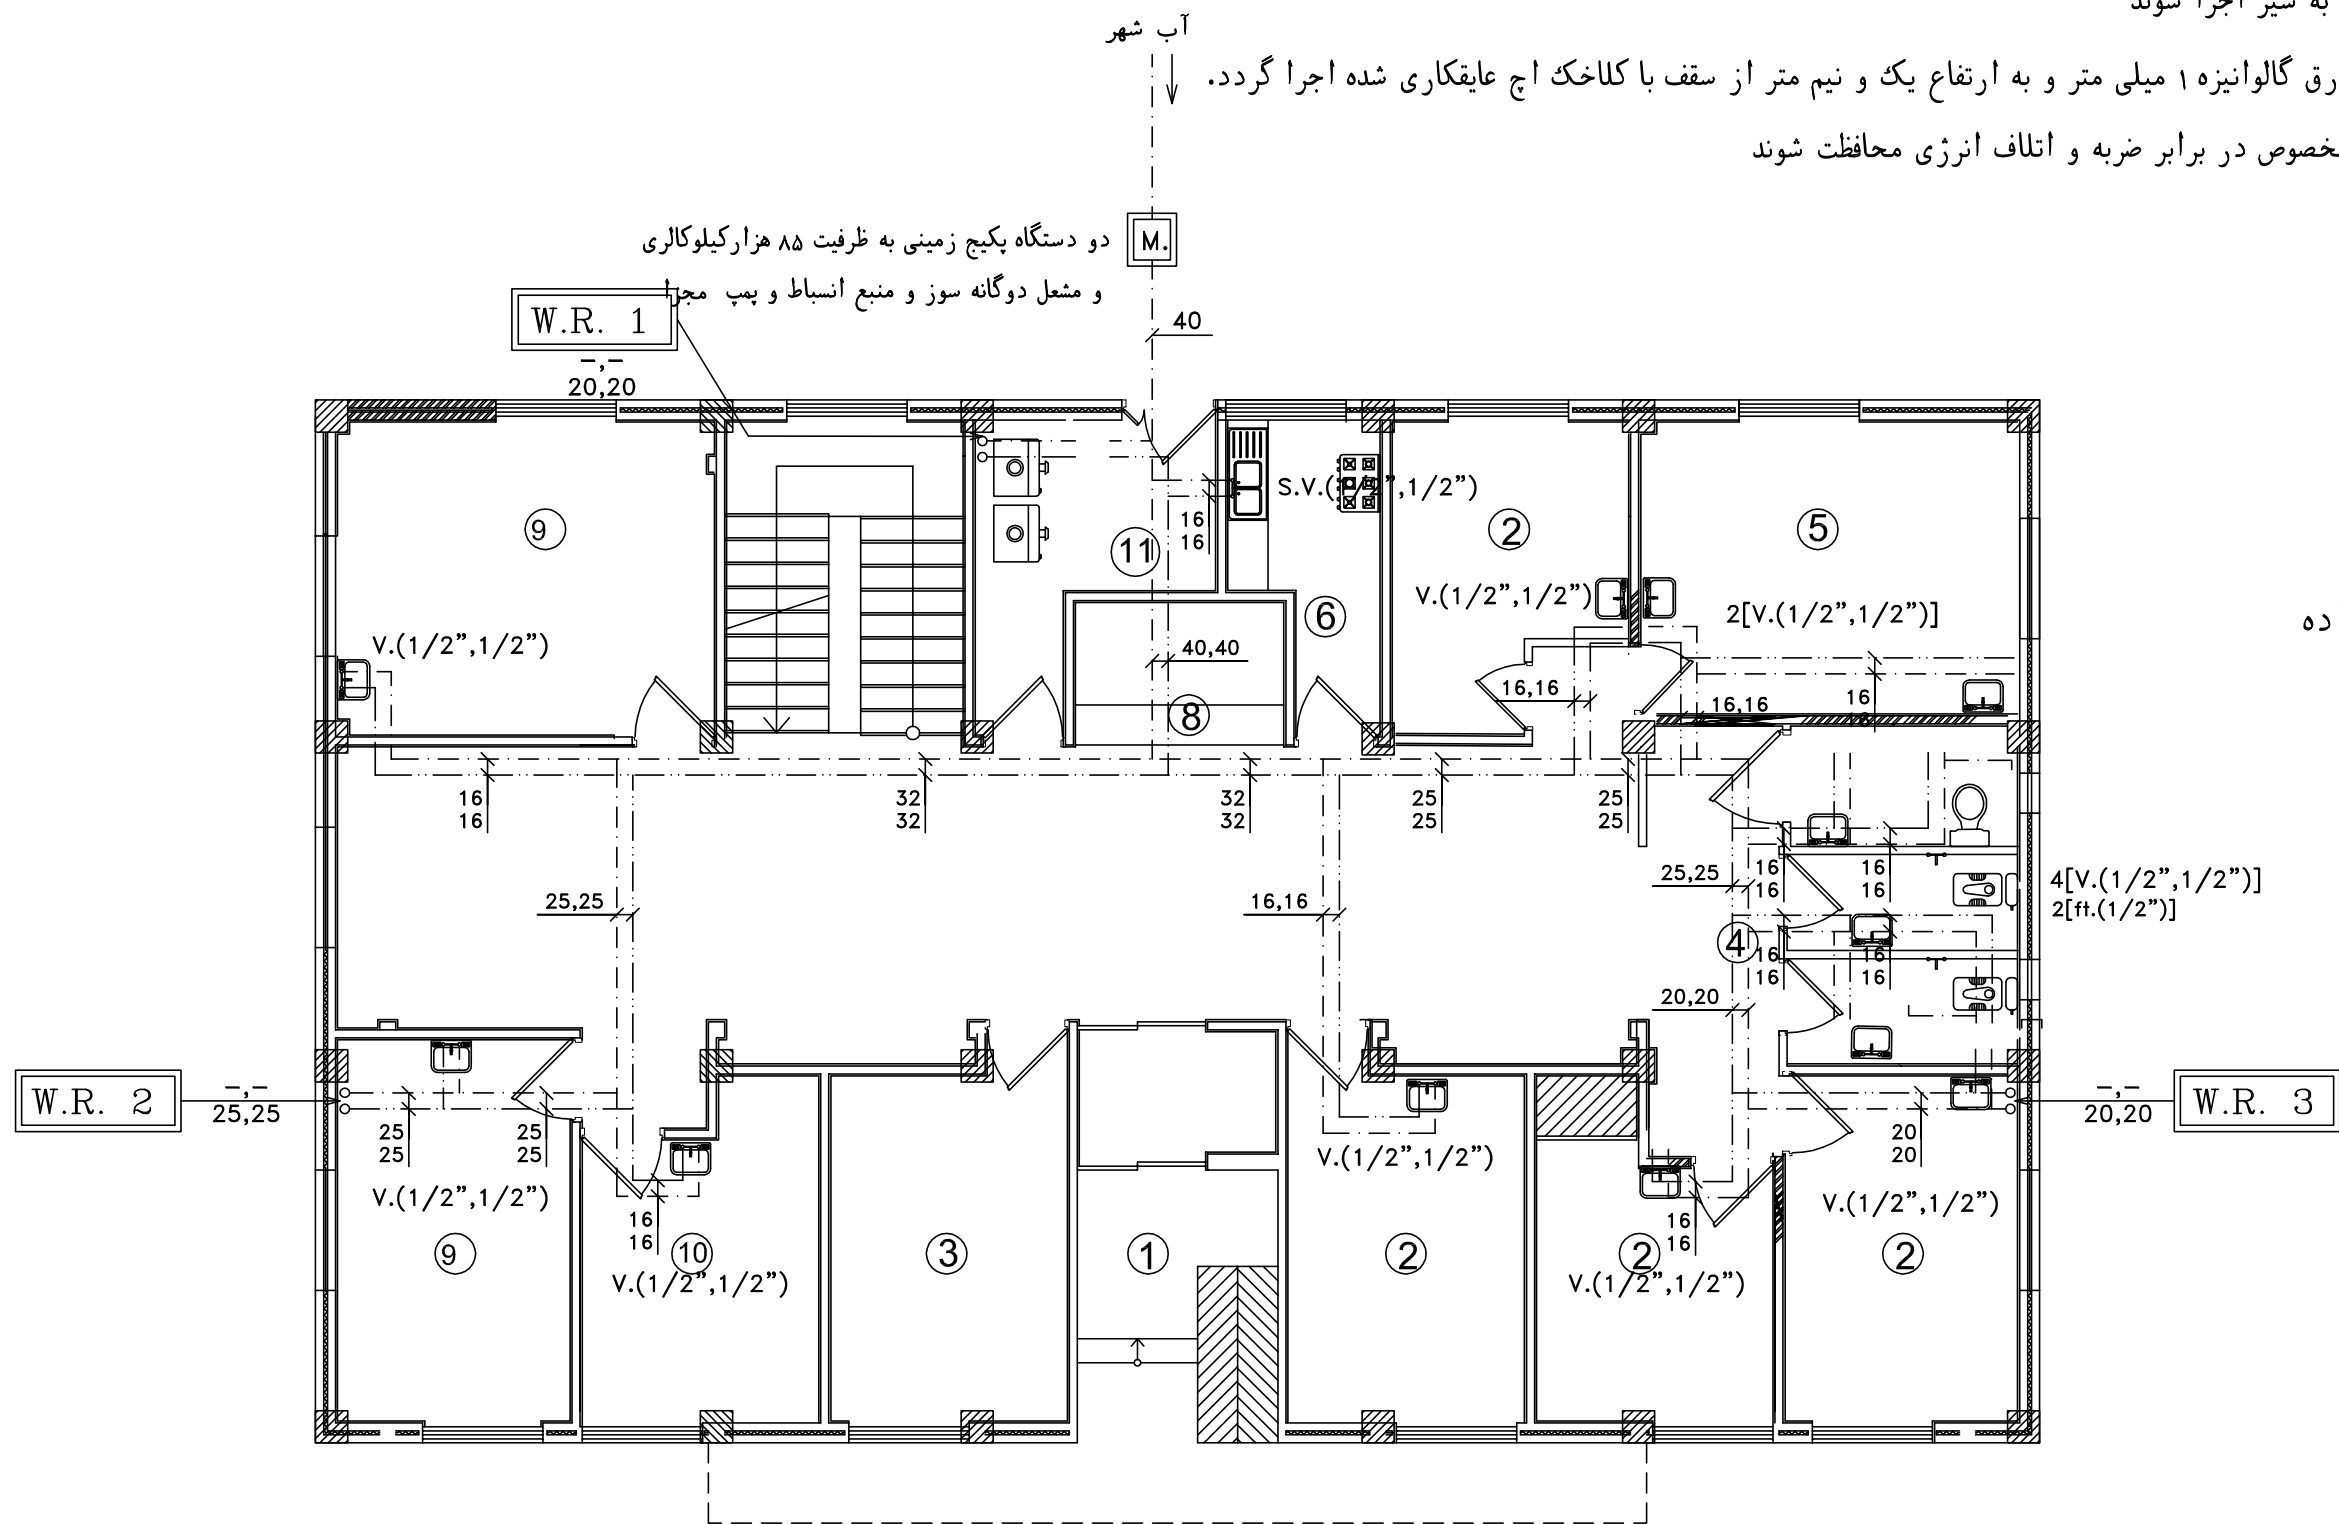 به شیر اجرا شوند
آب شهر
رق گالوانیزه ۱ میلی متر و به ارتفاع یک و نیم متر از سقف با کلاخک اچ عایقکاری شده اجرا گردد.
خصوص در برابر ضربه و اتلاف انرژی محافظت شوند
دو دستگاه پکیج زمینی به ظرفیت ۸۵ هزارکیلوکالری
M.
و مشعل دوگانه سوز و منبع انبساط و پمپ مجزا
W.R. 1
40
-,-
20,20
S.V.(1/2",1/2")
16
16
9
11
2
5
V.(1/2",1/2")
2[V.(1/2",1/2")]
6
ده
V.(1/2",1/2")
40,40
16,16
16,16
16
16
8
16
16
32
32
32
32
25
25
25
25
25,25
16,16
25,25
16
16
16
16
4[V.(1/2",1/2")]
2[ft.(1/2")]
4
16
16
16
16
20,20
W.R. 2
-,-
25,25
25
25
25
25
V.(1/2",1/2")
20
20
-,-
20,20
W.R. 3
V.(1/2",1/2")
V.(1/2",1/2")
16
16
16
16
9
10
3
1
2
2
2
V.(1/2",1/2")
V.(1/2",1/2")